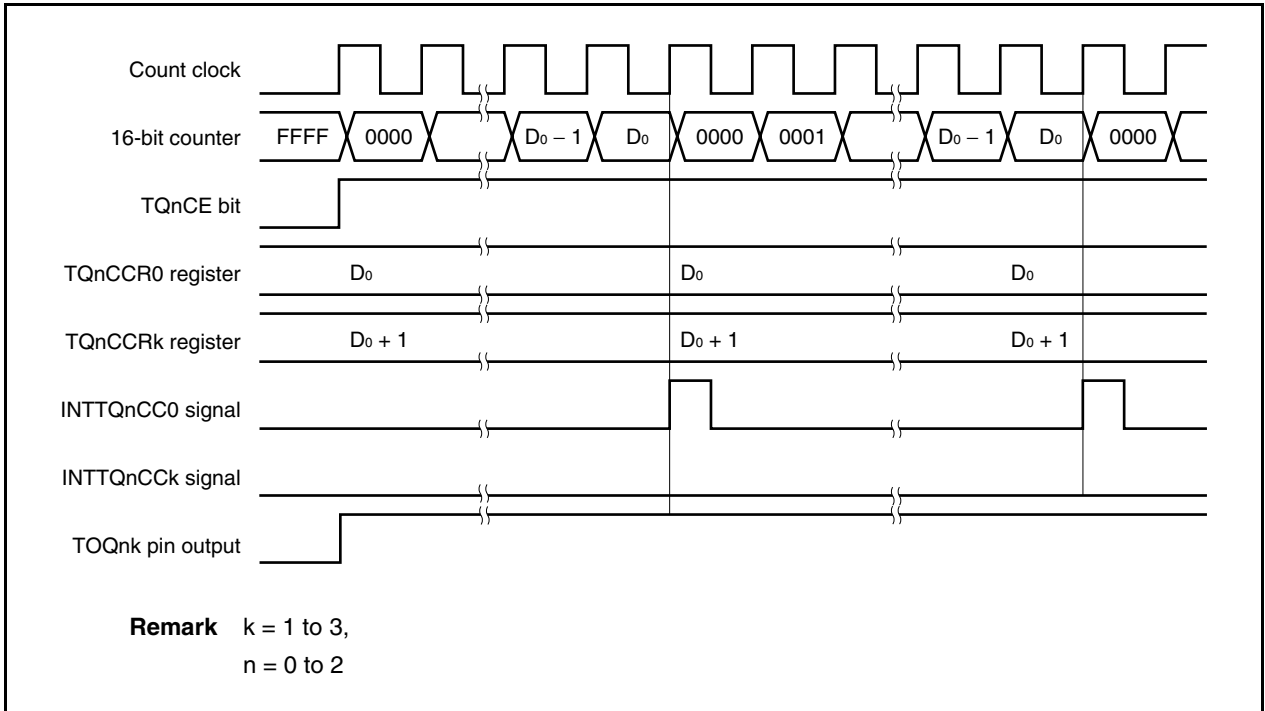 Count clock
16-bit counter FFFF 0000 D₀ − 1 D₀ 0000 0001 D₀ − 1 D₀ 0000
TQnCE bit
TQnCCR0 register D₀ D₀ D₀
TQnCCRk register D₀ + 1 D₀ + 1 D₀ + 1
INTTQnCC0 signal
INTTQnCCk signal
TOQnk pin output
Remark k = 1 to 3,
n = 0 to 2